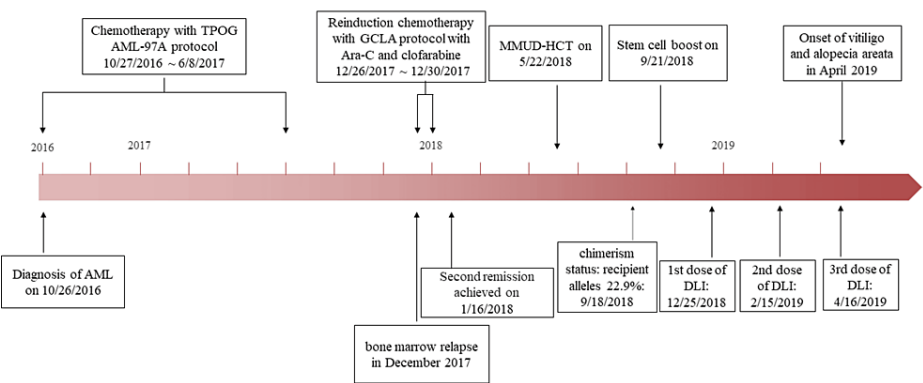 Chemotherapy with TPOG
AML-97A protocol
10/27/2016 ~ 6/8/2017
Reinduction chemotherapy
with GCLA protocol with
Ara-C and clofarabine
12/26/2017 ~ 12/30/2017
MMUD-HCT on
5/22/2018
Stem cell boost on
9/21/2018
Onset of vitiligo
and alopecia areata
in April 2019
2016
2017
2018
2019
Diagnosis of AML
on 10/26/2016
bone marrow relapse
in December 2017
Second remission
achieved on
1/16/2018
chimerism
status: recipient
alleles 22.9%:
9/18/2018
1st dose of
DLI:
12/25/2018
2nd dose
of DLI:
2/15/2019
3rd dose of
DLI:
4/16/2019